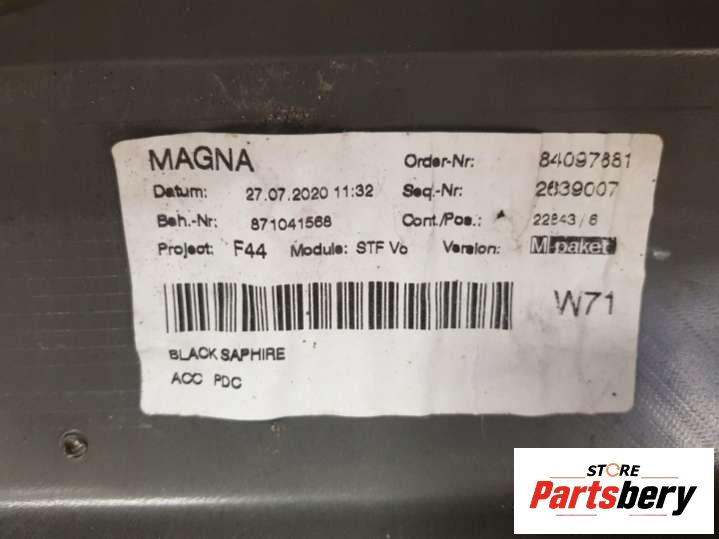 MAGNA Order-Nr: 84097881
Datum: 27.07.2020 11:32 Seq.-Nr: 2639007
Beh.-Nr: 871041568 Cont./Pos.: 22843 / 6
Project: F44 Module: STF Vo Version: M-paket
W71
BLACK SAPHIRE
ACC PDC
STORE
Partsbery